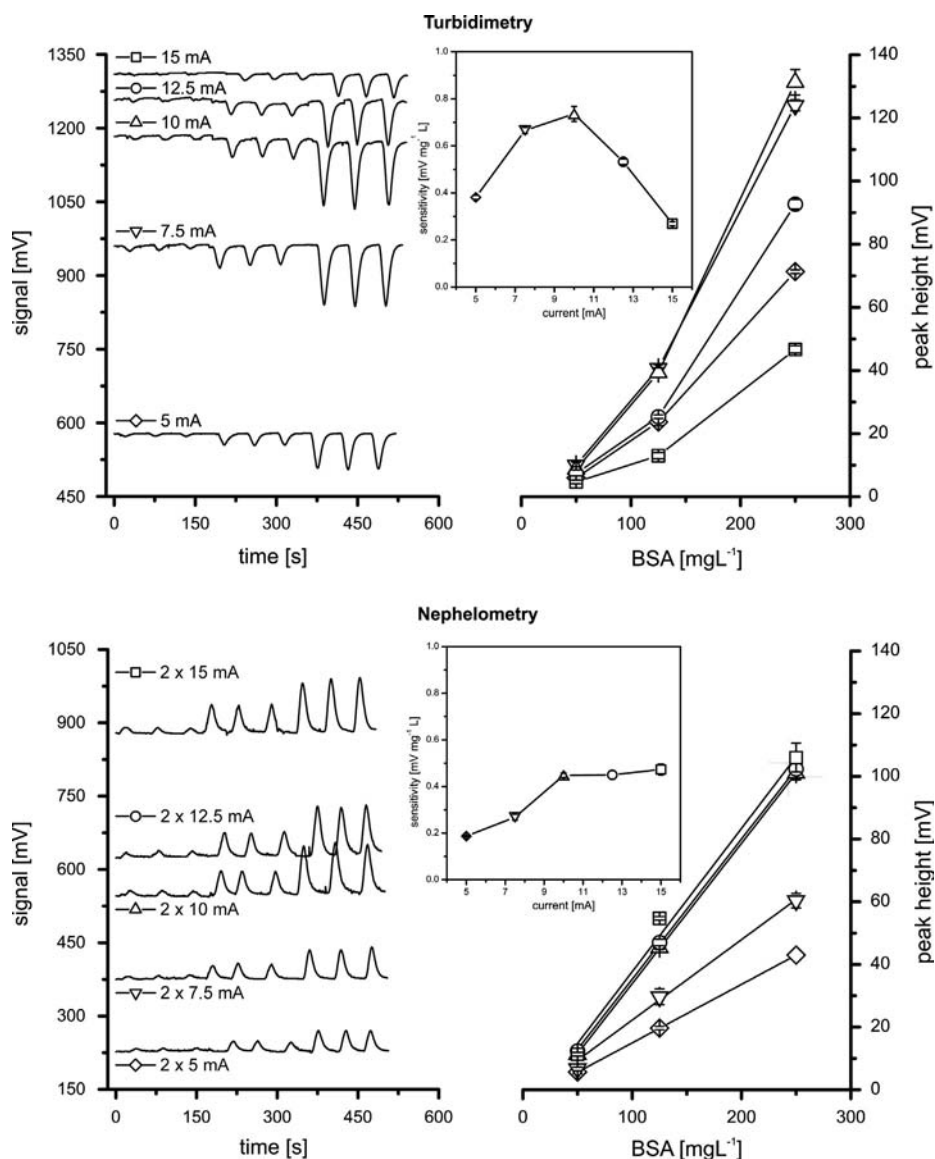 Turbidimetry
1350
1200
1050
900
750
600
450
signal [mV]
15 mA
12.5 mA
10 mA
7.5 mA
5 mA
0 150 300 450 600
time [s]
1.0
0.8
0.6
0.4
0.2
0.0
sensitivity [mV mg⁻¹ L]
5 7 9 11 13 15
current [mA]
140
120
100
80
60
40
20
0
peak height [mV]
0 50 100 150 200 250 300
BSA [mgL⁻¹]
Nephelometry
1050
900
750
600
450
300
150
signal [mV]
2 x 15 mA
2 x 12.5 mA
2 x 10 mA
2 x 7.5 mA
2 x 5 mA
0 150 300 450 600
time [s]
1.0
0.8
0.6
0.4
0.2
0.0
sensitivity [mV mg⁻¹ L]
5 7 9 11 13 15
current [mA]
140
120
100
80
60
40
20
0
peak height [mV]
0 50 100 150 200 250 300
BSA [mgL⁻¹]